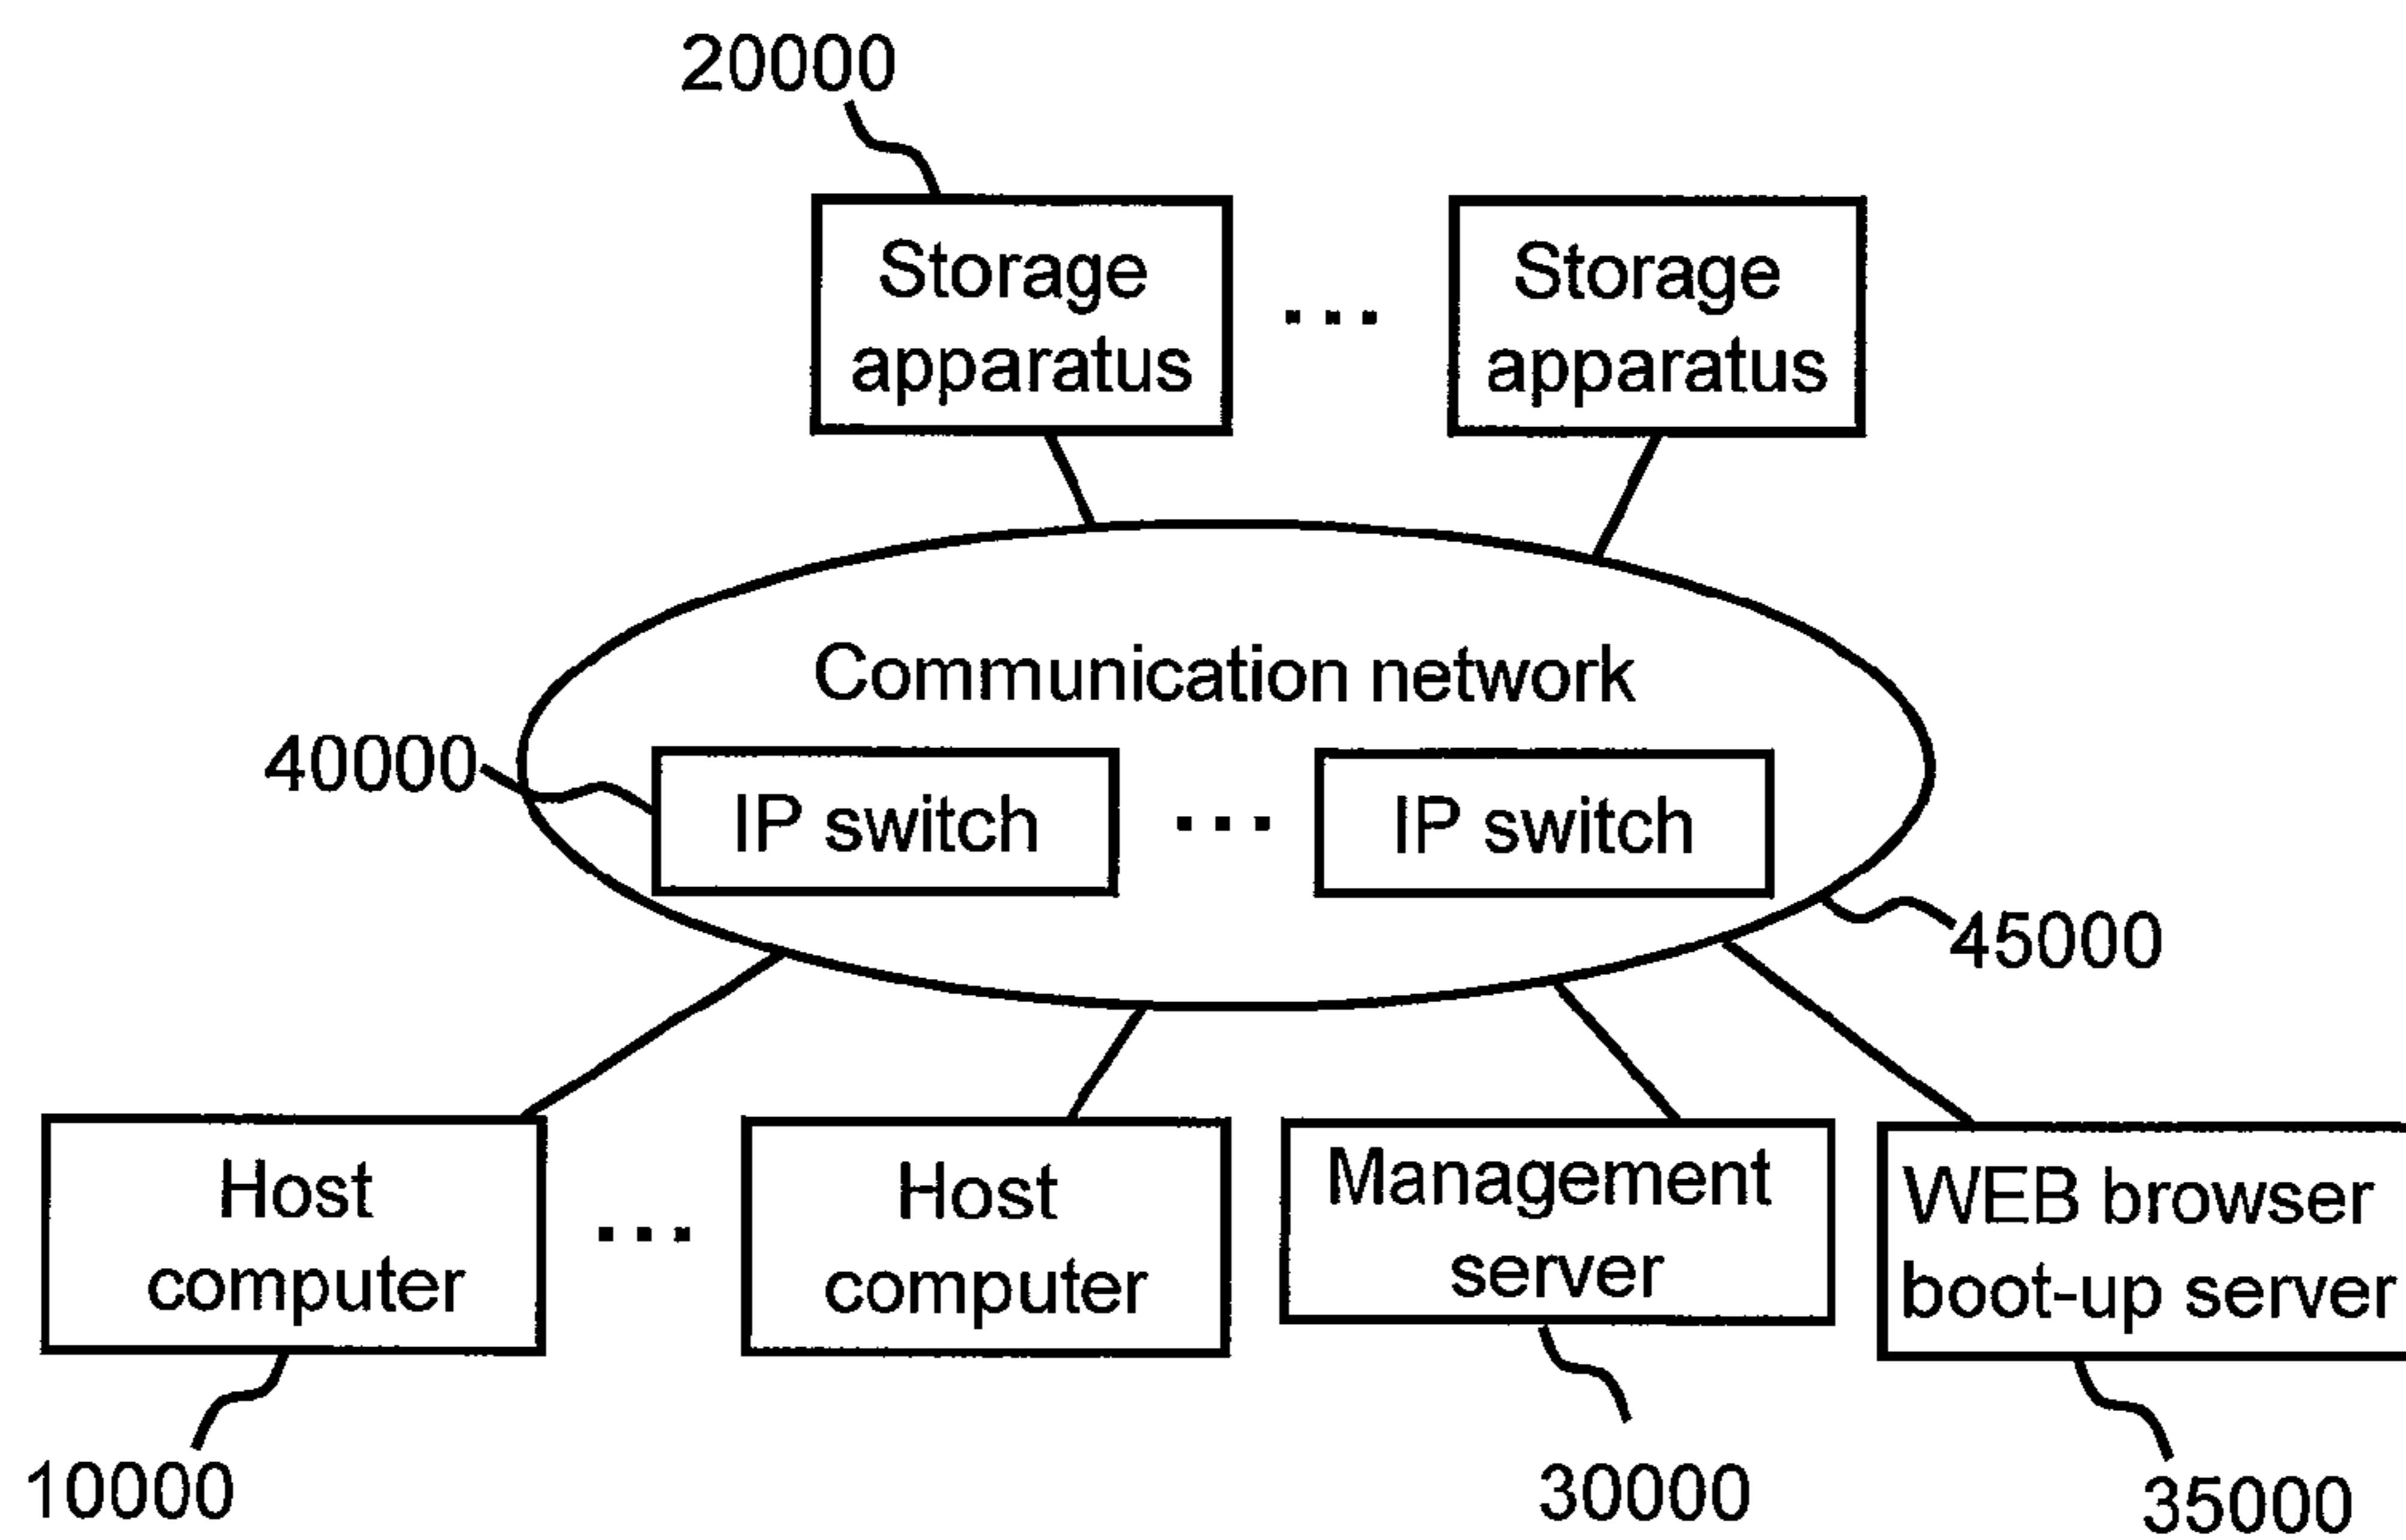 20000
Storage
apparatus
...
Storage
apparatus
Communication network
40000
IP switch
...
IP switch
45000
Host
computer
...
Host
computer
Management
server
WEB browser
boot-up server
10000
30000
35000